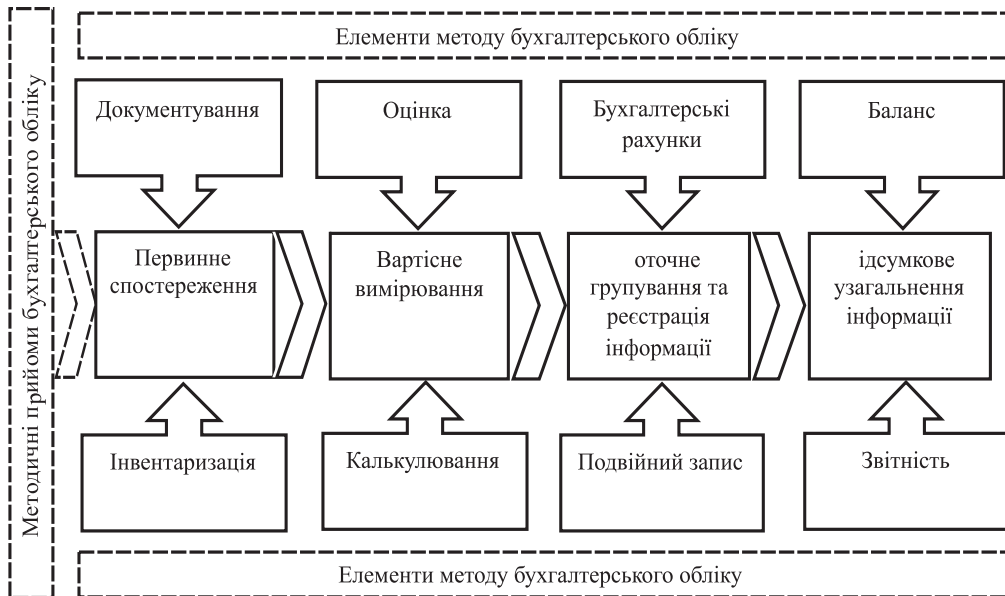 Методичні прийоми бухгалтерського обліку
Елементи методу бухгалтерського обліку
Документування
Оцінка
Бухгалтерські
рахунки
Баланс
Первинне
спостереження
Вартісне
вимірювання
оточне
групування та
реєстрація
інформації
ідсумкове
узагальнення
інформації
Інвентаризація
Калькулювання
Подвійний запис
Звітність
Елементи методу бухгалтерського обліку